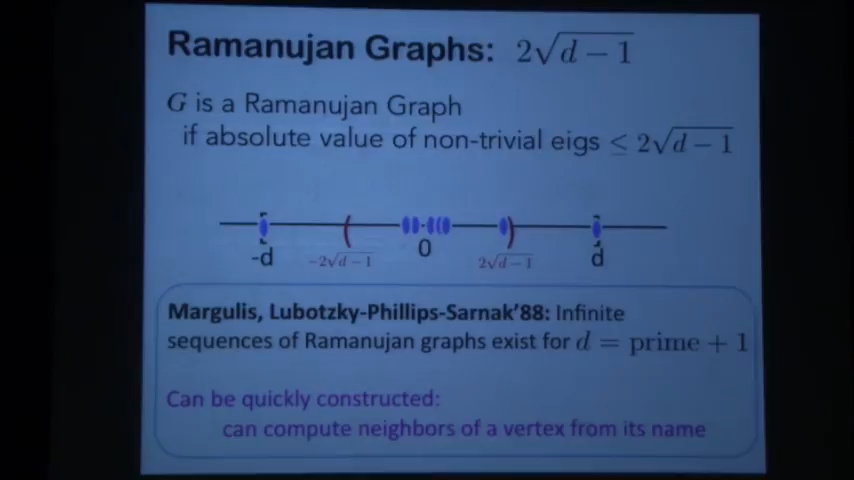 Ramanujan Graphs: 2√d − 1
G is a Ramanujan Graph
if absolute value of non-trivial eigs ≤ 2√d − 1
-d −2√d−1 0 2√d−1 d
Margulis, Lubotzky-Phillips-Sarnak'88: Infinite
sequences of Ramanujan graphs exist for d = prime + 1
Can be quickly constructed:
can compute neighbors of a vertex from its name